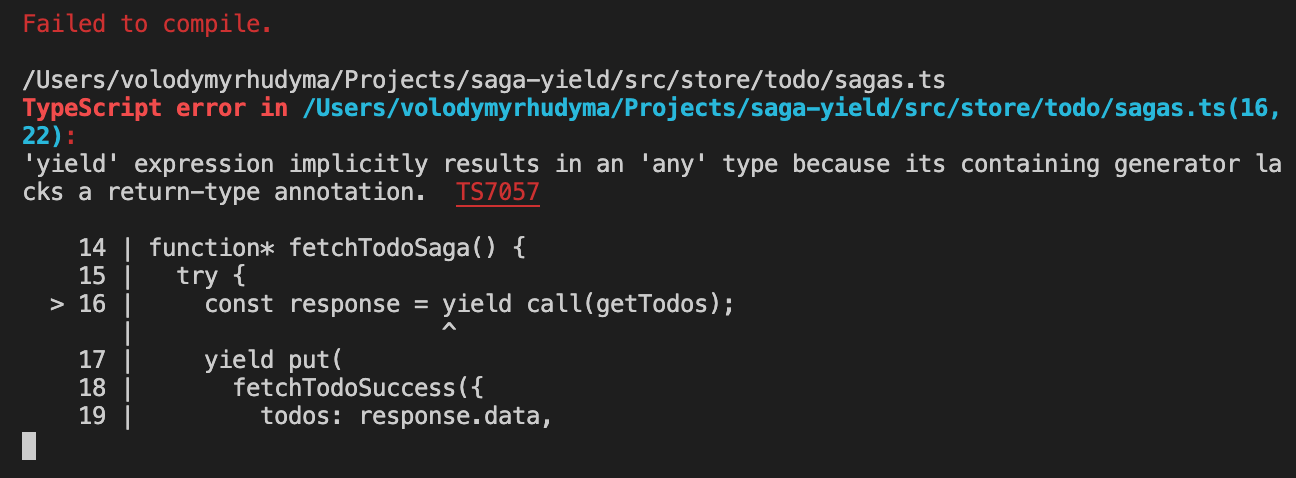 Failed to compile.
/Users/volodymyrhudyma/Projects/saga-yield/src/store/todo/sagas.ts
TypeScript error in /Users/volodymyrhudyma/Projects/saga-yield/src/store/todo/sagas.ts(16,
22):
'yield' expression implicitly results in an 'any' type because its containing generator la
cks a return-type annotation.  TS7057
    14 | function* fetchTodoSaga() {
    15 |   try {
  > 16 |     const response = yield call(getTodos);
       |                      ^
    17 |     yield put(
    18 |       fetchTodoSuccess({
    19 |         todos: response.data,